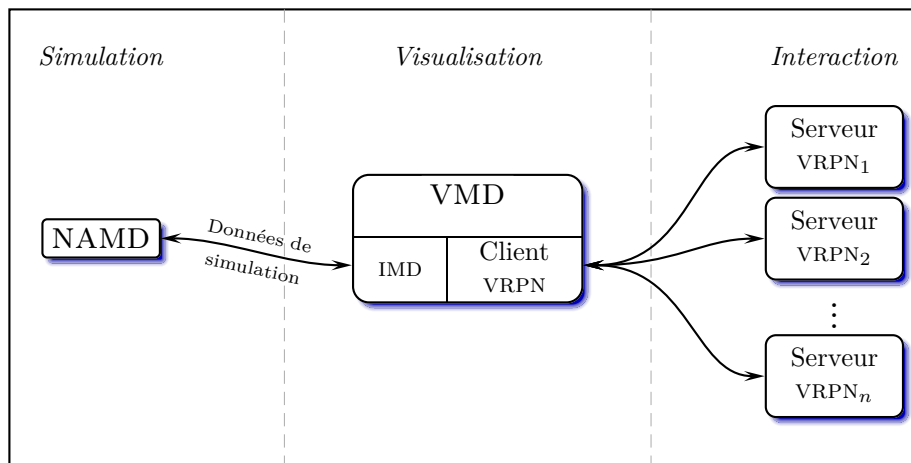 Simulation
Visualisation
Interaction
NAMD
Données de
simulation
VMD
IMD
Client
VRPN
Serveur
VRPN₁
Serveur
VRPN₂
⋮
Serveur
VRPNₙ